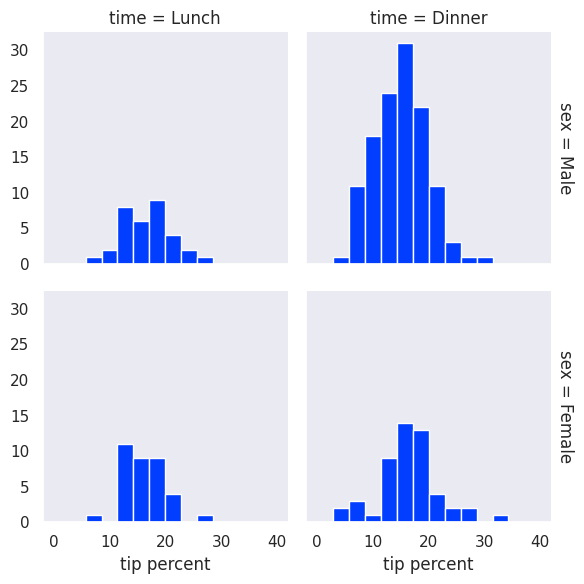 time = Lunch
time = Dinner
30
25
20
15
10
5
0
sex = Male
30
25
20
15
10
5
0
sex = Female
0 10 20 30 40
0 10 20 30 40
tip percent
tip percent